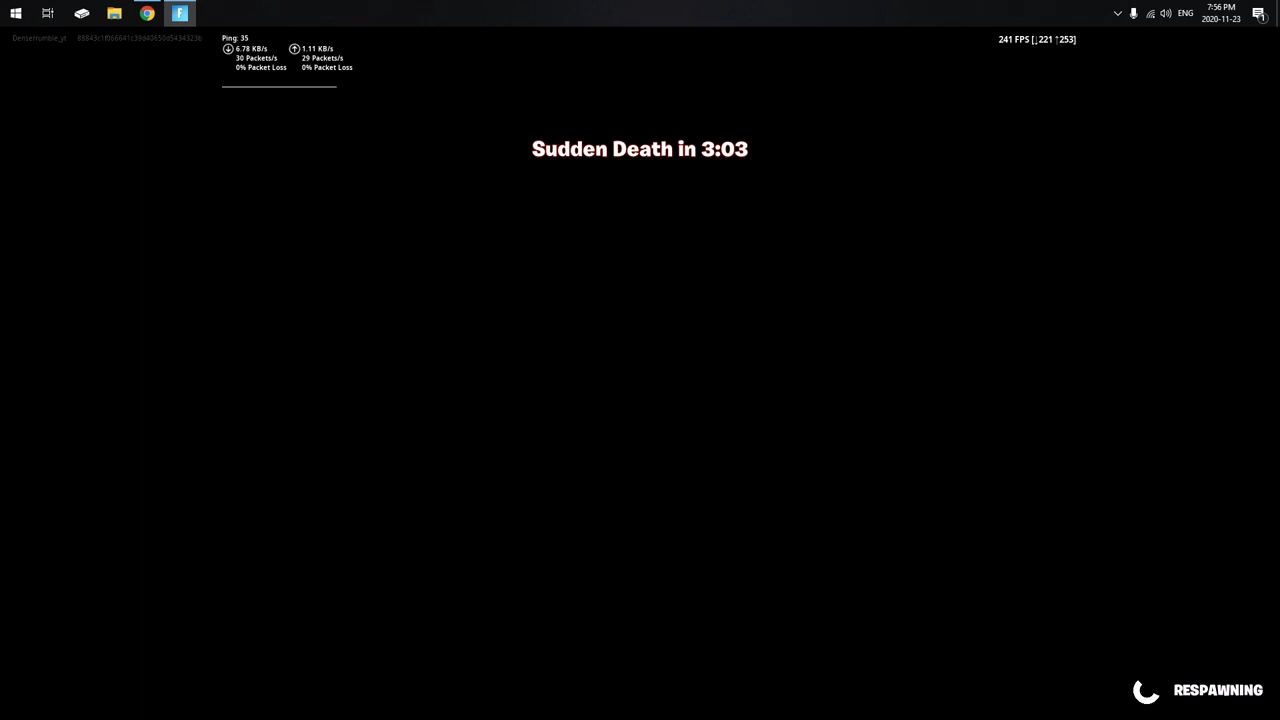 7:56 PM
ENG
2020-11-23
Denserrumble_yt
Ping: 35
6.78 KB/s 1.11 KB/s
30 Packets/s 29 Packets/s
0% Packet Loss 0% Packet Loss
241 FPS [↓221 ↑253]
Sudden Death in 3:03
RESPAWNING